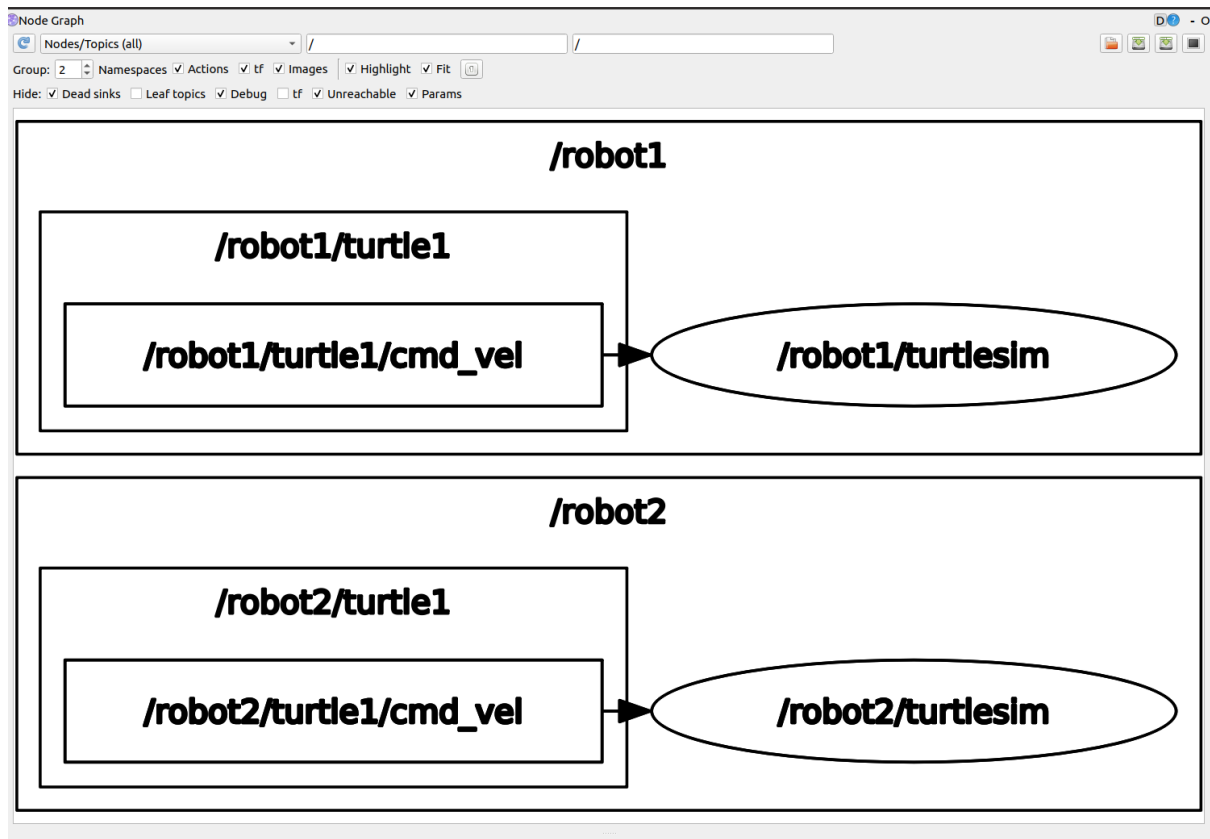 Node Graph D ? - O
Nodes/Topics (all) / /
Group: 2 Namespaces Actions tf Images Highlight Fit
Hide: Dead sinks Leaf topics Debug tf Unreachable Params
/robot1
/robot1/turtle1
/robot1/turtle1/cmd_vel /robot1/turtlesim
/robot2
/robot2/turtle1
/robot2/turtle1/cmd_vel /robot2/turtlesim